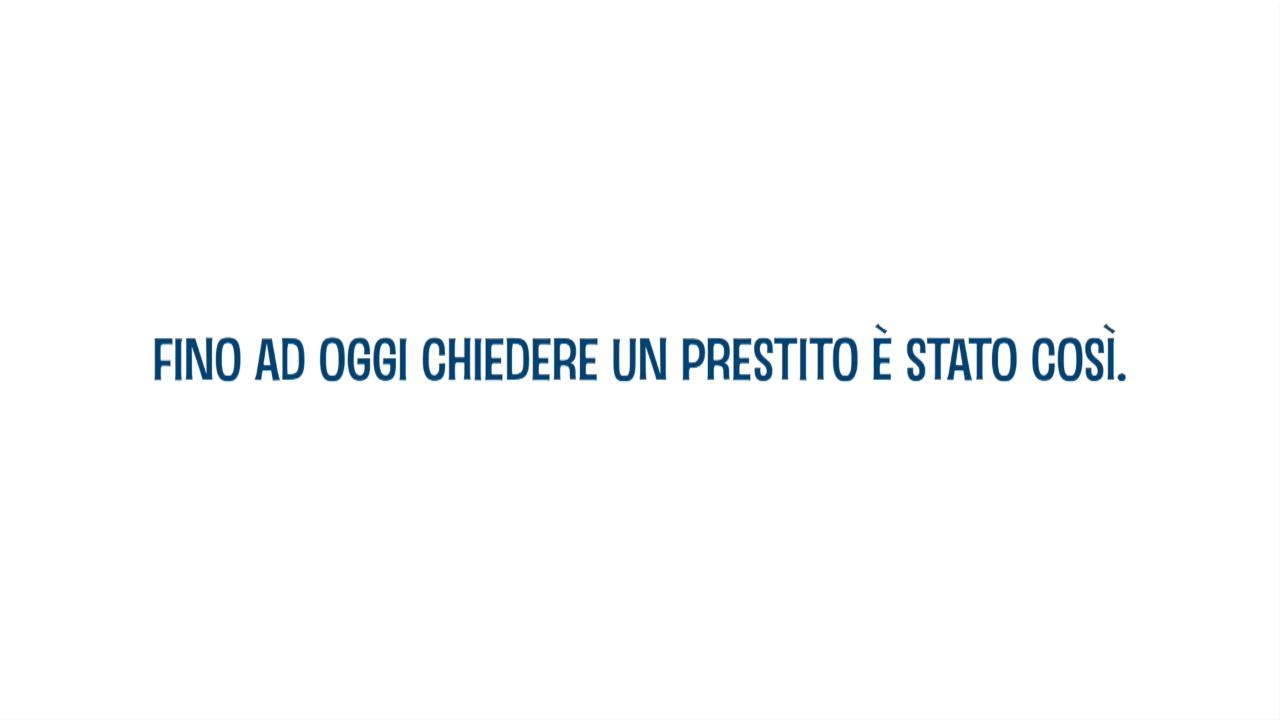 FINO AD OGGI CHIEDERE UN PRESTITO È STATO COSÌ.